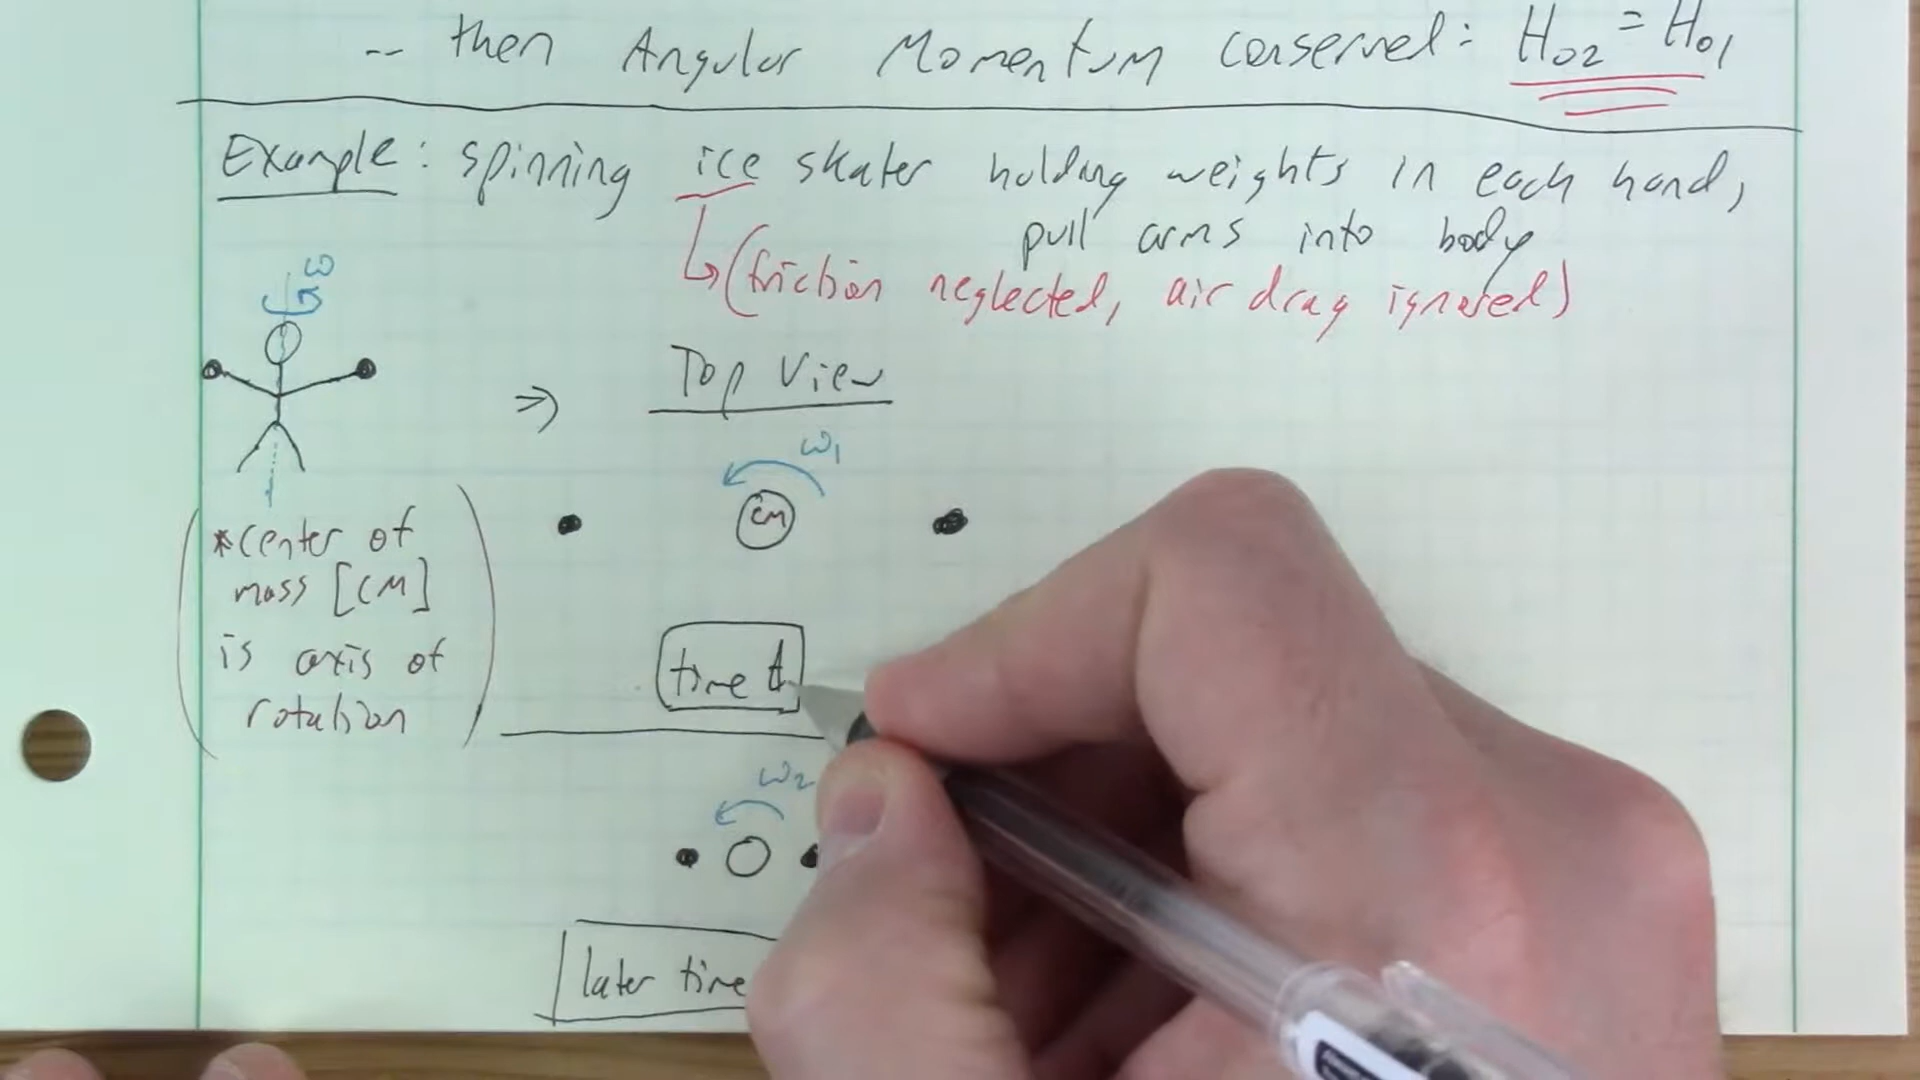 -- then Angular Momentum conserved: H02 = H01
Example: spinning ice skater holding weights in each hand,
pull arms into body
↳ (friction neglected, air drag ignored)
ω
⇒ Top View
ω1
CM
*center of
mass [CM]
is axis of
rotation
time t
ω2
later time